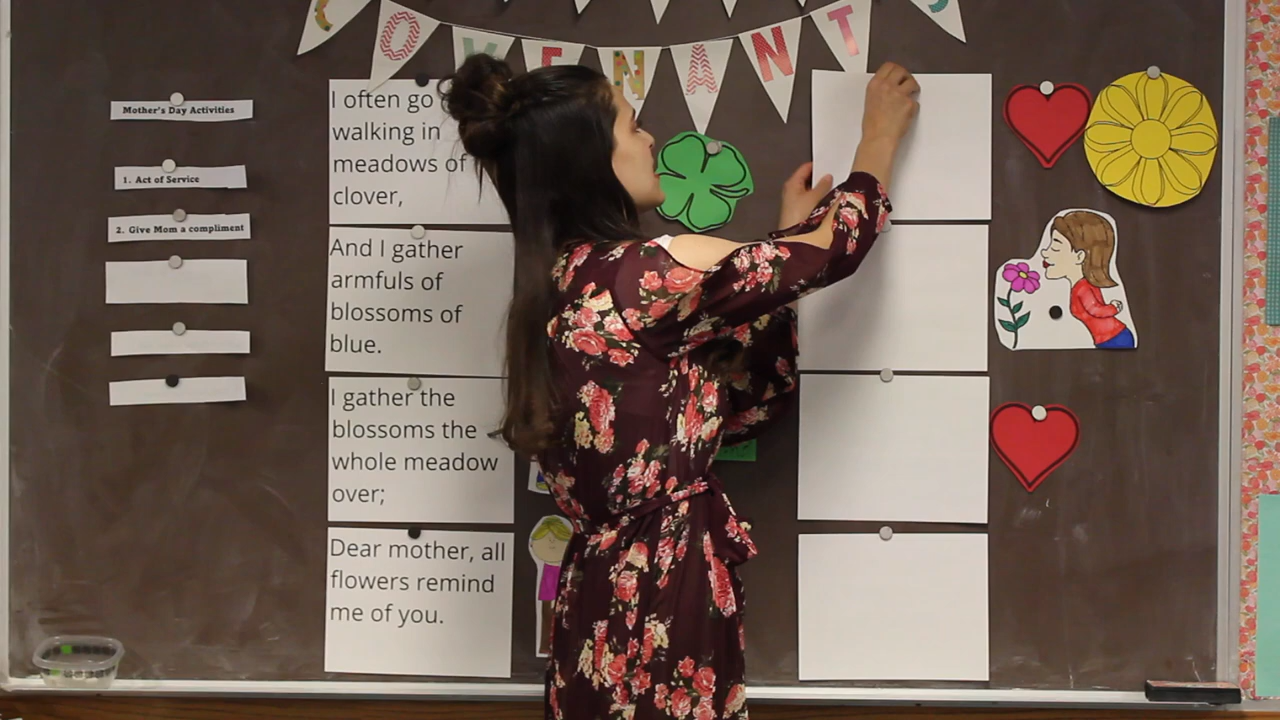 COVENANT
Mother's Day Activities
1. Act of Service
2. Give Mom a compliment
I often go
walking in
meadows of
clover,
And I gather
armfuls of
blossoms of
blue.
I gather the
blossoms the
whole meadow
over;
Dear mother, all
flowers remind
me of you.